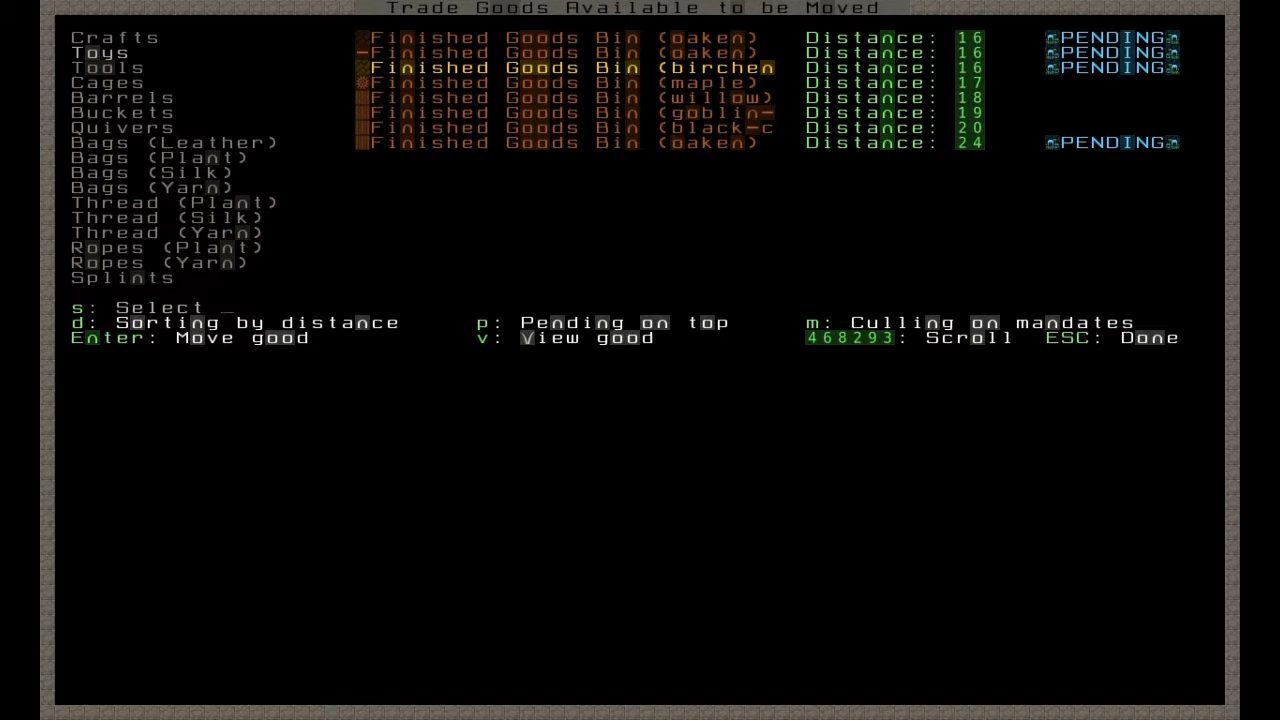 Trade Goods Available to be Moved
Crafts Finished Goods Bin (oaken) Distance: 16 PENDING
Toys Finished Goods Bin (oaken) Distance: 16 PENDING
Tools Finished Goods Bin (birchen Distance: 16 PENDING
Cages Finished Goods Bin (maple) Distance: 17
Barrels Finished Goods Bin (willow) Distance: 18
Buckets Finished Goods Bin (goblin- Distance: 19
Quivers Finished Goods Bin (black-c Distance: 20
Bags (Leather) Finished Goods Bin (oaken) Distance: 24 PENDING
Bags (Plant)
Bags (Silk)
Bags (Yarn)
Thread (Plant)
Thread (Silk)
Thread (Yarn)
Ropes (Plant)
Ropes (Yarn)
Splints
s: Select _
d: Sorting by distance p: Pending on top m: Culling on mandates
Enter: Move good v: View good 468293: Scroll ESC: Done